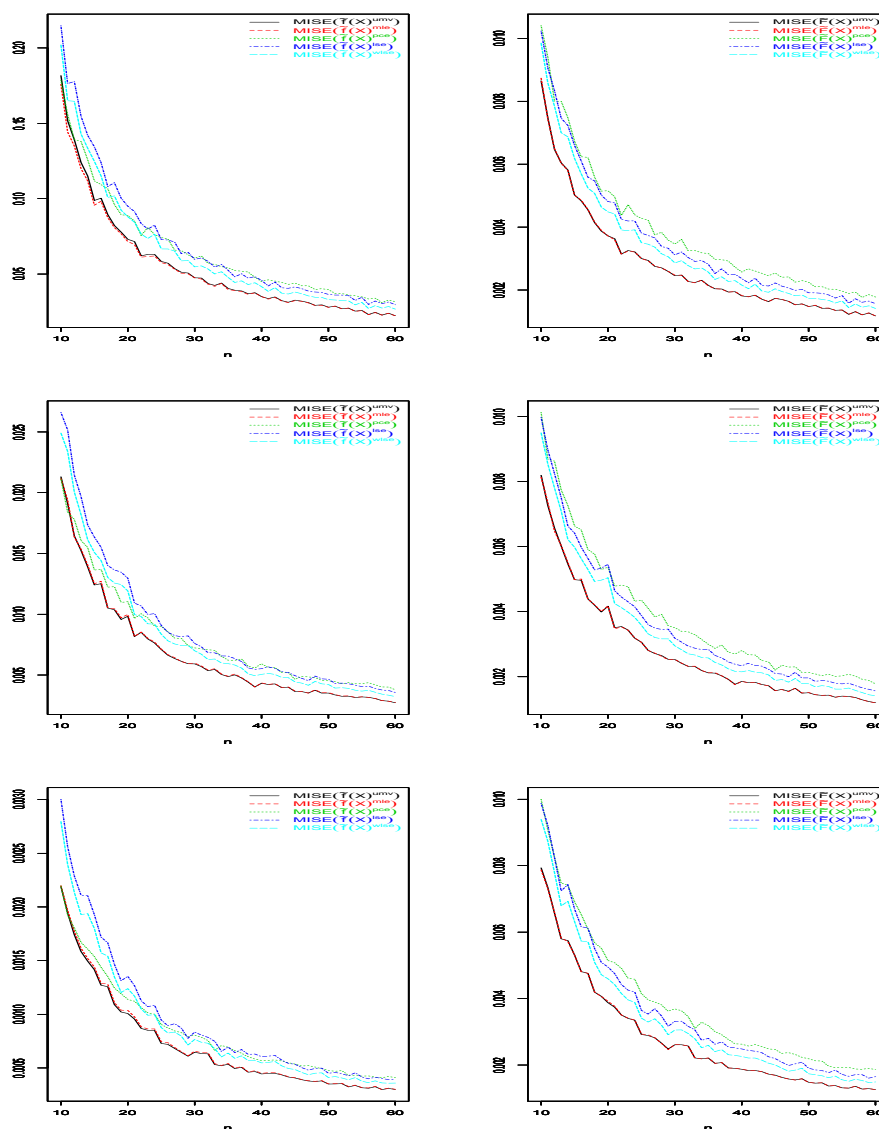 MISE(f̃(X)^umv)
MISE(f̃(X)^mle)
MISE(f̃(X)^pce)
MISE(f̃(X)^lse)
MISE(f̃(X)^wlse)
0.20
0.15
0.10
0.05
10 20 30 40 50 60
n
MISE(F̃(X)^umv)
MISE(F̃(X)^mle)
MISE(F̃(X)^pce)
MISE(F̃(X)^lse)
MISE(F̃(X)^wlse)
0.010
0.008
0.006
0.004
0.002
10 20 30 40 50 60
n
MISE(f̃(X)^umv)
MISE(f̃(X)^mle)
MISE(f̃(X)^pce)
MISE(f̃(X)^lse)
MISE(f̃(X)^wlse)
0.025
0.020
0.015
0.010
0.005
10 20 30 40 50 60
n
MISE(F̃(X)^umv)
MISE(F̃(X)^mle)
MISE(F̃(X)^pce)
MISE(F̃(X)^lse)
MISE(F̃(X)^wlse)
0.010
0.008
0.006
0.004
0.002
10 20 30 40 50 60
n
MISE(f̃(X)^umv)
MISE(f̃(X)^mle)
MISE(f̃(X)^pce)
MISE(f̃(X)^lse)
MISE(f̃(X)^wlse)
0.0030
0.0025
0.0020
0.0015
0.0010
0.0005
10 20 30 40 50 60
n
MISE(F̃(X)^umv)
MISE(F̃(X)^mle)
MISE(F̃(X)^pce)
MISE(F̃(X)^lse)
MISE(F̃(X)^wlse)
0.010
0.008
0.006
0.004
0.002
10 20 30 40 50 60
n